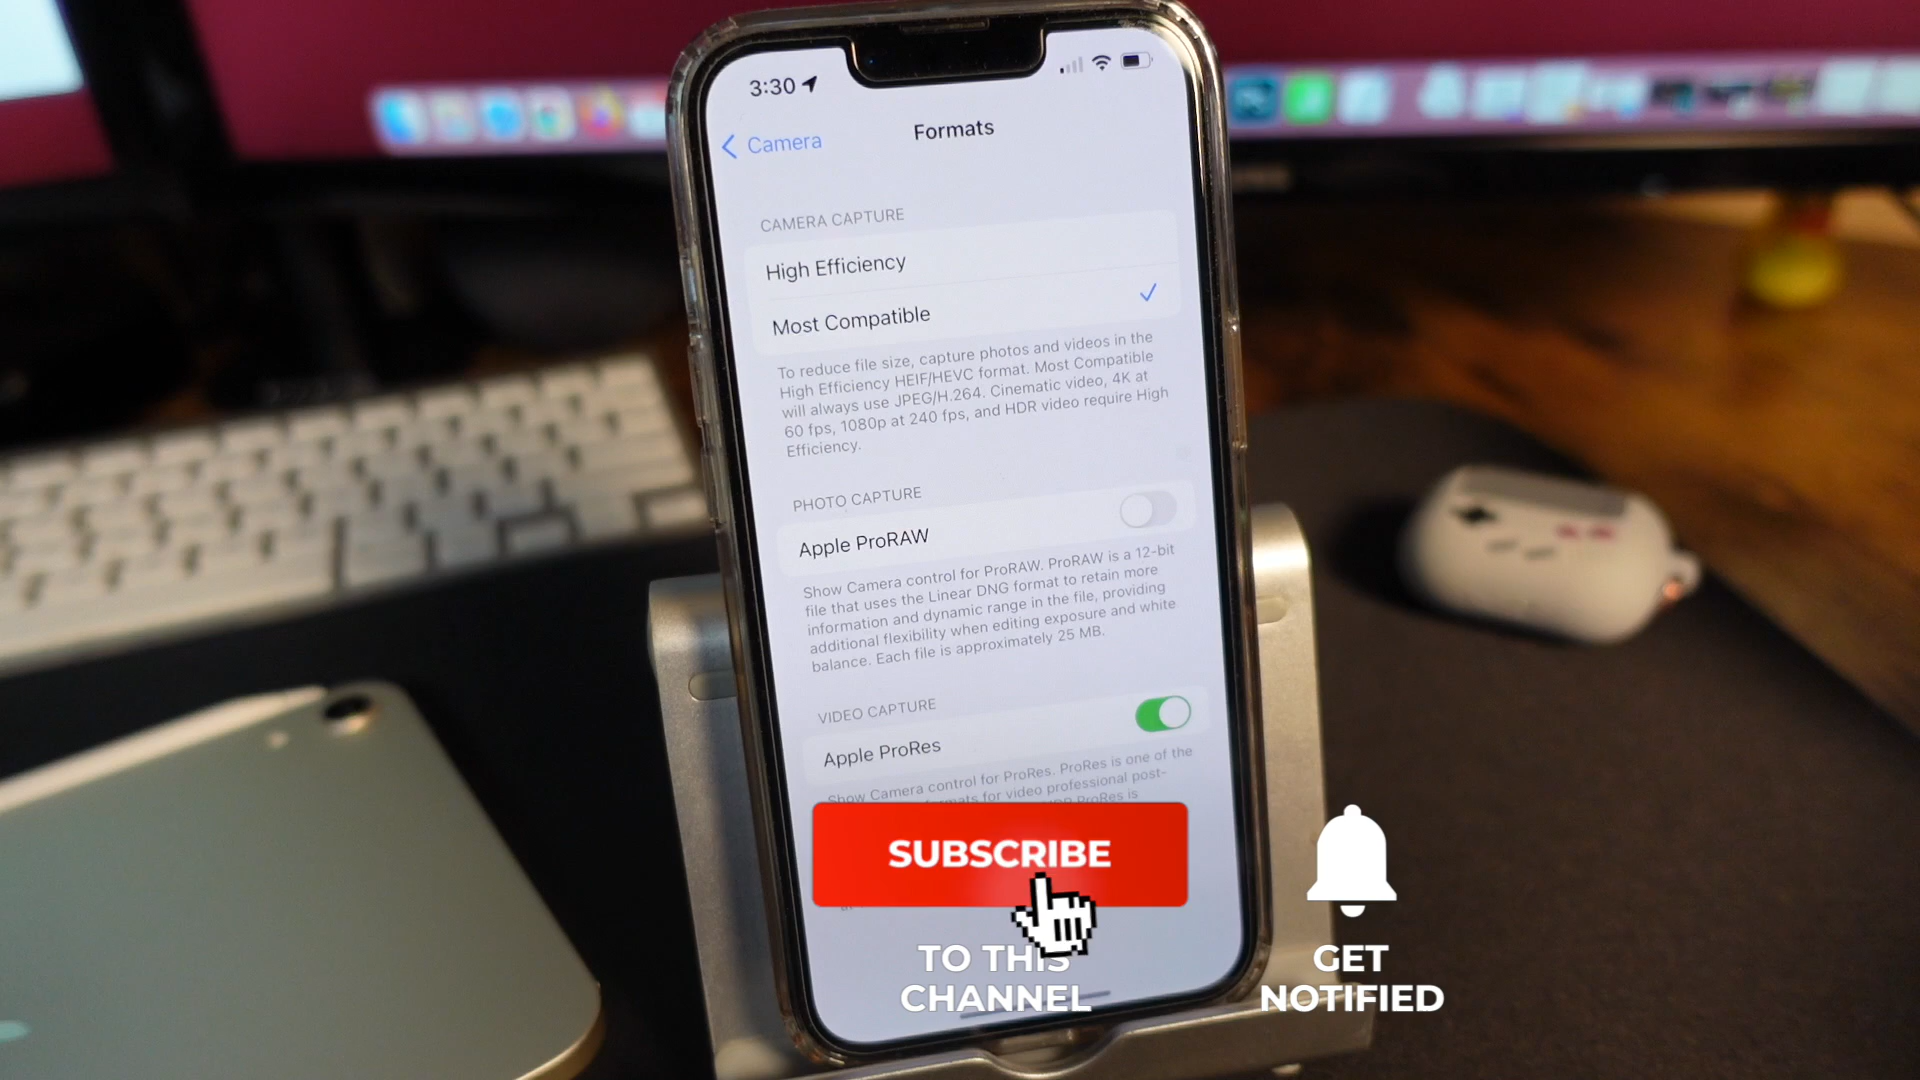 3:30
Camera
Formats
CAMERA CAPTURE
High Efficiency
Most Compatible
To reduce file size, capture photos and videos in the
High Efficiency HEIF/HEVC format. Most Compatible
will always use JPEG/H.264. Cinematic video, 4K at
60 fps, 1080p at 240 fps, and HDR video require High
Efficiency.
PHOTO CAPTURE
Apple ProRAW
Show Camera control for ProRAW. ProRAW is a 12-bit
file that uses the Linear DNG format to retain more
information and dynamic range in the file, providing
additional flexibility when editing exposure and white
balance. Each file is approximately 25 MB.
VIDEO CAPTURE
Apple ProRes
Show Camera control for ProRes. ProRes is one of the
for video professional post-
ProRes is
SUBSCRIBE
TO THIS
CHANNEL
GET
NOTIFIED